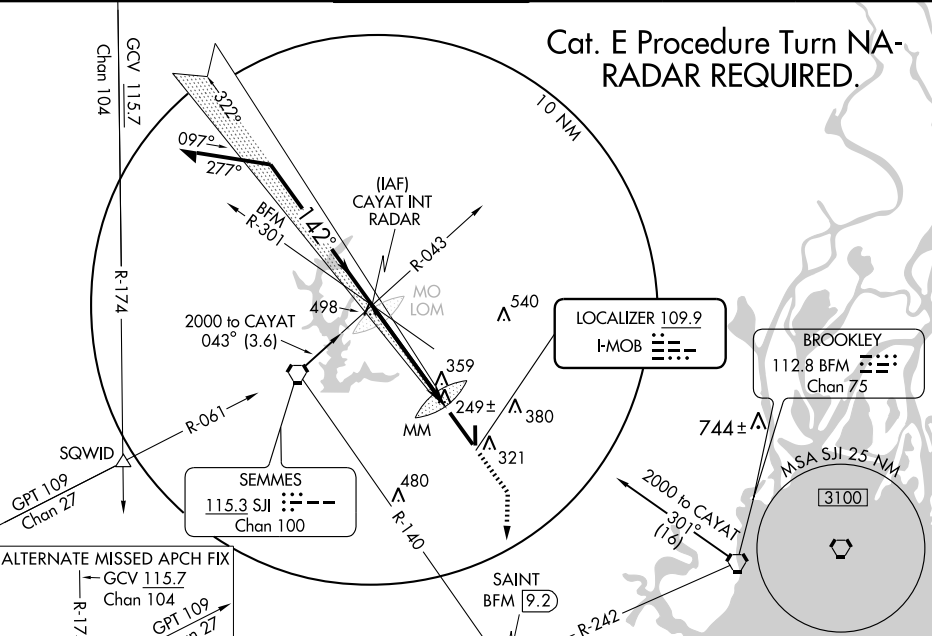 Cat. E Procedure Turn NA-
RADAR REQUIRED.
GCV 115.7
Chan 104
R-174
10 NM
322°
097°
277°
142°
BFM
R-301
(IAF)
CAYAT INT
RADAR
R-043
MO
LOM
498
2000 to CAYAT
043° (3.6)
540
LOCALIZER 109.9
I-MOB
BROOKLEY
112.8 BFM
Chan 75
359
249±
380
MM
321
744±
R-061
SQWID
GPT 109
Chan 27
SEMMES
115.3 SJI
Chan 100
480
R-140
MSA SJI 25 NM
3100
2000 to CAYAT
301°
(16)
ALTERNATE MISSED APCH FIX
GCV 115.7
Chan 104
R-17
GPT 109
n 27
SAINT
BFM 9.2
R-242